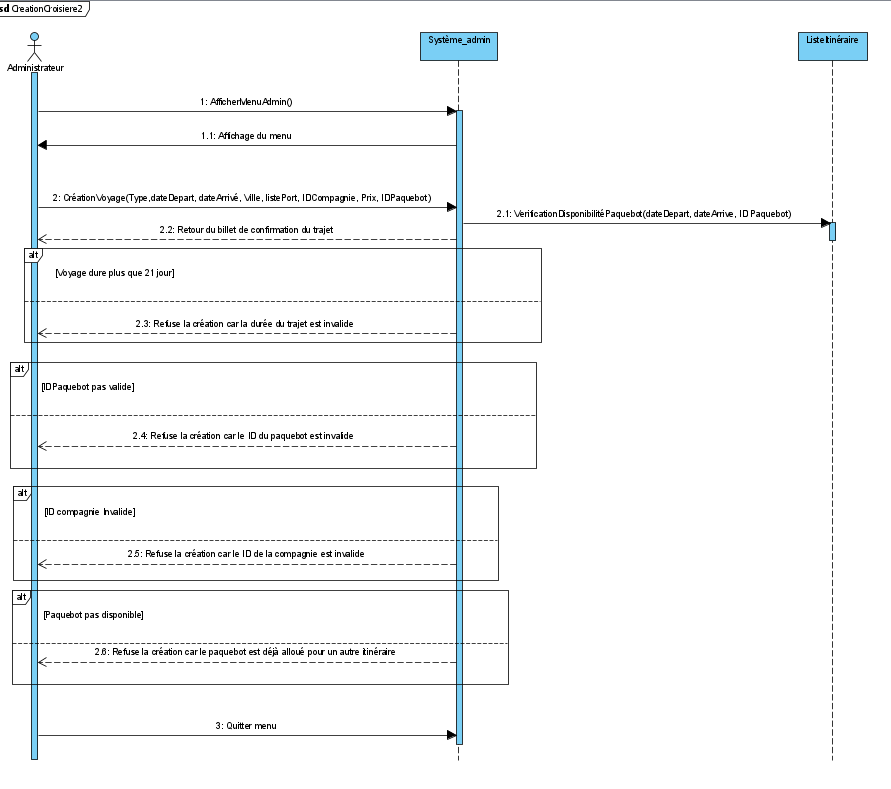 sd CreationCroisiere2
Système_admin
ListeItinéraire
Administrateur
1: AfficherMenuAdmin()
1.1: Affichage du menu
2: CréationVoyage(Type,dateDepart, dateArrivé, Ville, listePort, IDCompagnie, Prix, IDPaquebot)
2.1: VerificationDisponibilitéPaquebot(dateDepart, dateArrive, ID Paquebot)
2.2: Retour du billet de confirmation du trajet
alt
[Voyage dure plus que 21 jour]
2.3: Refuse la création car la durée du trajet est invalide
alt
[IDPaquebot pas valide]
2.4: Refuse la création car le ID du paquebot est invalide
alt
[ID compagnie Invalide]
2.5: Refuse la création car le ID de la compagnie est invalide
alt
[Paquebot pas disponible]
2.6: Refuse la création car le paquebot est déjà alloué pour un autre itinéraire
3: Quitter menu